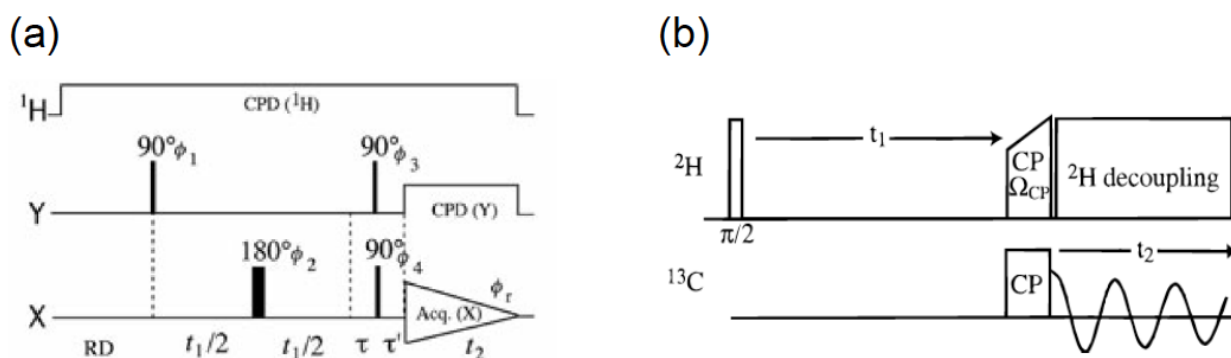 (a)
¹H
CPD (¹H)
90°ϕ₁
90°ϕ₃
Y
CPD (Y)
180°ϕ₂
90°ϕ₄
ϕᵣ
X
Acq. (X)
RD
t₁/2
t₁/2
τ
τ'
t₂
(b)
t₁
²H
CP
Ω_CP
²H decoupling
π/2
t₂
¹³C
CP